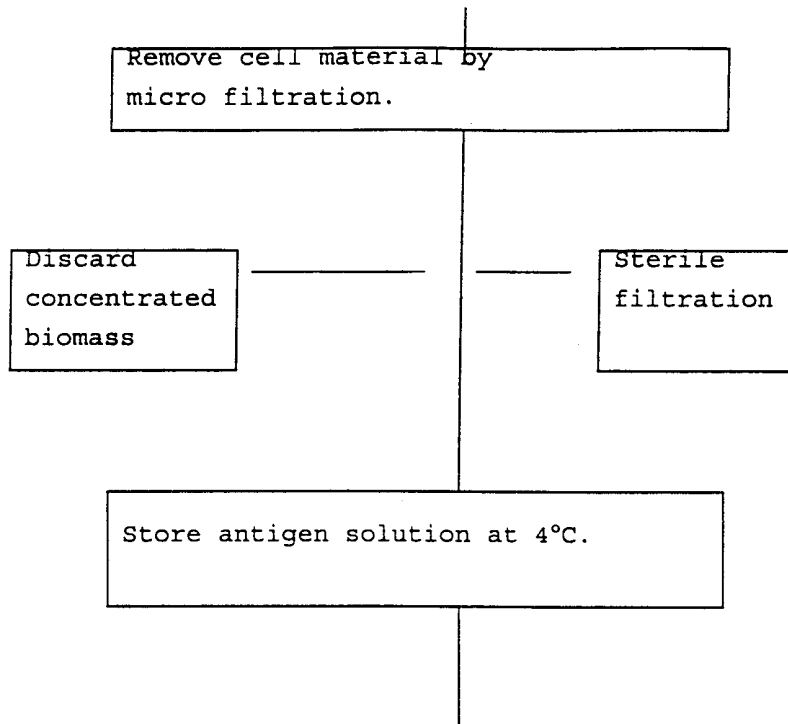 Remove cell material by
micro filtration.
Discard
concentrated
biomass
Sterile
filtration
Store antigen solution at 4°C.